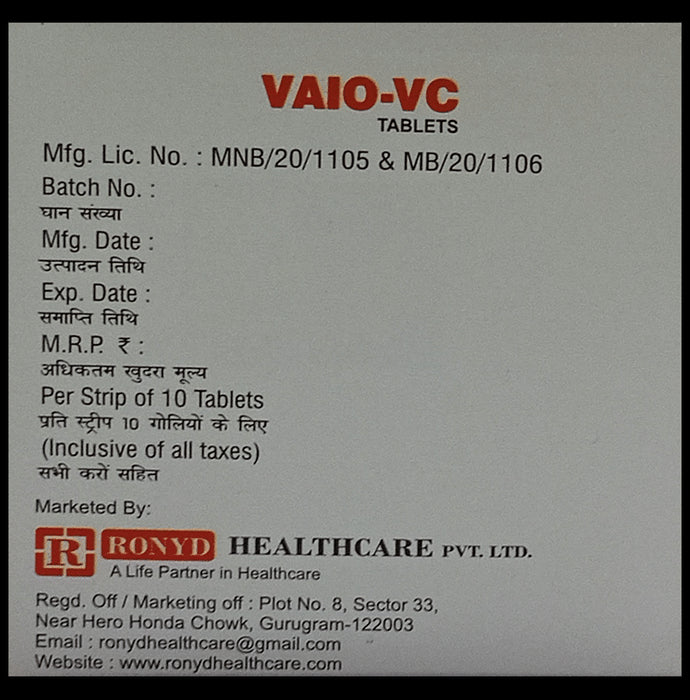 VAIO-VC
TABLETS
Mfg. Lic. No. : MNB/20/1105 & MB/20/1106
Batch No. :
घान संख्या
Mfg. Date :
उत्पादन तिथि
Exp. Date :
समाप्ति तिथि
M.R.P. ₹ :
अधिकतम खुदरा मूल्य
Per Strip of 10 Tablets
प्रति स्ट्रीप 10 गोलियों के लिए
(Inclusive of all taxes)
सभी करों सहित
Marketed By:
R RONYD HEALTHCARE PVT. LTD.
A Life Partner in Healthcare
Regd. Off / Marketing off : Plot No. 8, Sector 33,
Near Hero Honda Chowk, Gurugram-122003
Email : ronydhealthcare@gmail.com
Website : www.ronydhealthcare.com